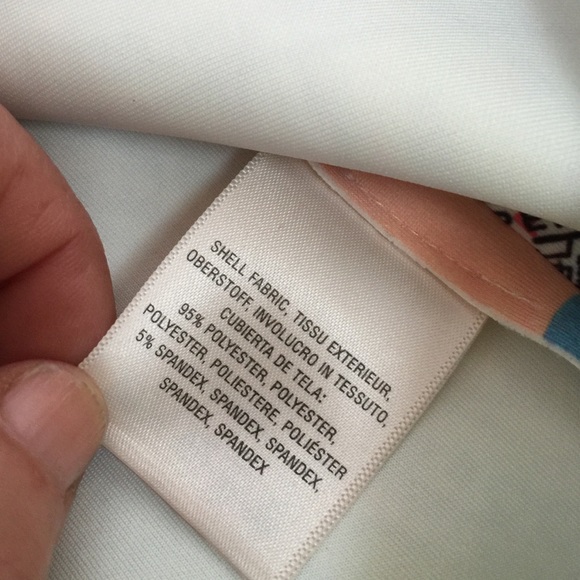 SHELL FABRIC, TISSU EXTERIEUR,
OBERSTOFF, INVOLUCRO IN TESSUTO,
CUBIERTA DE TELA:
95% POLYESTER, POLYESTER,
POLYESTER, POLIESTERE, POLIÉSTER
5% SPANDEX, SPANDEX, SPANDEX,
SPANDEX, SPANDEX